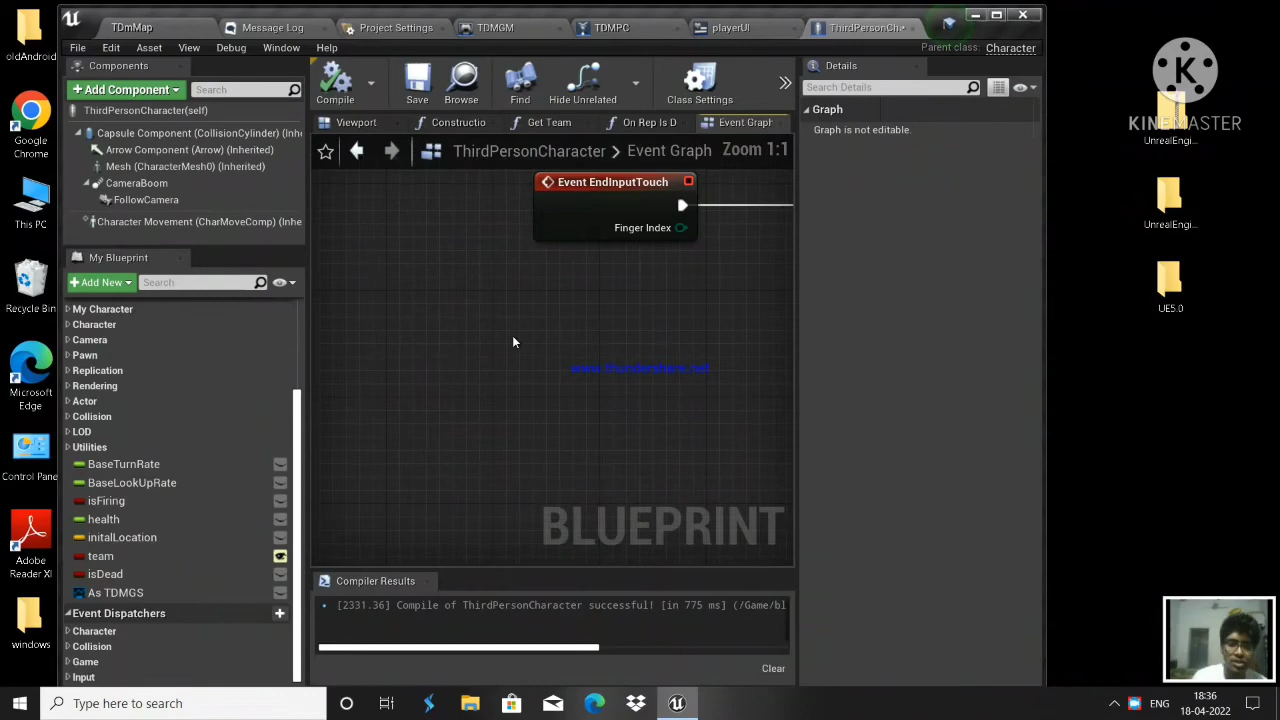 oldAndroid
Google Chrome
This PC
Recycle Bin
Microsoft Edge
Control Panel
Adobe Reader XI
windows
TDmMap
Message Log
Project Settings
TDMGM
TDMPC
playerUI
ThirdPersonCha•
File Edit Asset View Debug Window Help
Parent class: Character
Components
+ Add Component
Search
ThirdPersonCharacter(self)
Capsule Component (CollisionCylinder) (Inhe
Arrow Component (Arrow) (Inherited)
Mesh (CharacterMesh0) (Inherited)
CameraBoom
FollowCamera
Character Movement (CharMoveComp) (Inhe
My Blueprint
+ Add New
Search
My Character
Character
Camera
Pawn
Replication
Rendering
Actor
Collision
LOD
Utilities
BaseTurnRate
BaseLookUpRate
isFiring
health
initalLocation
team
isDead
As TDMGS
Event Dispatchers
Character
Collision
Game
Input
Compile
Save
Browse
Find
Hide Unrelated
Class Settings
Viewport
Constructio
Get Team
On Rep Is D
Event Graph
ThirdPersonCharacter > Event Graph Zoom 1:1
Event EndInputTouch
Finger Index
BLUEPRINT
Compiler Results
• [2331.36] Compile of ThirdPersonCharacter successful! [in 775 ms] (/Game/bl
Clear
Details
Search Details
Graph
Graph is not editable.
K
KINEMASTER
UnrealEngi...
UnrealEngi...
UE5.0
Type here to search
ENG
18:36
18-04-2022